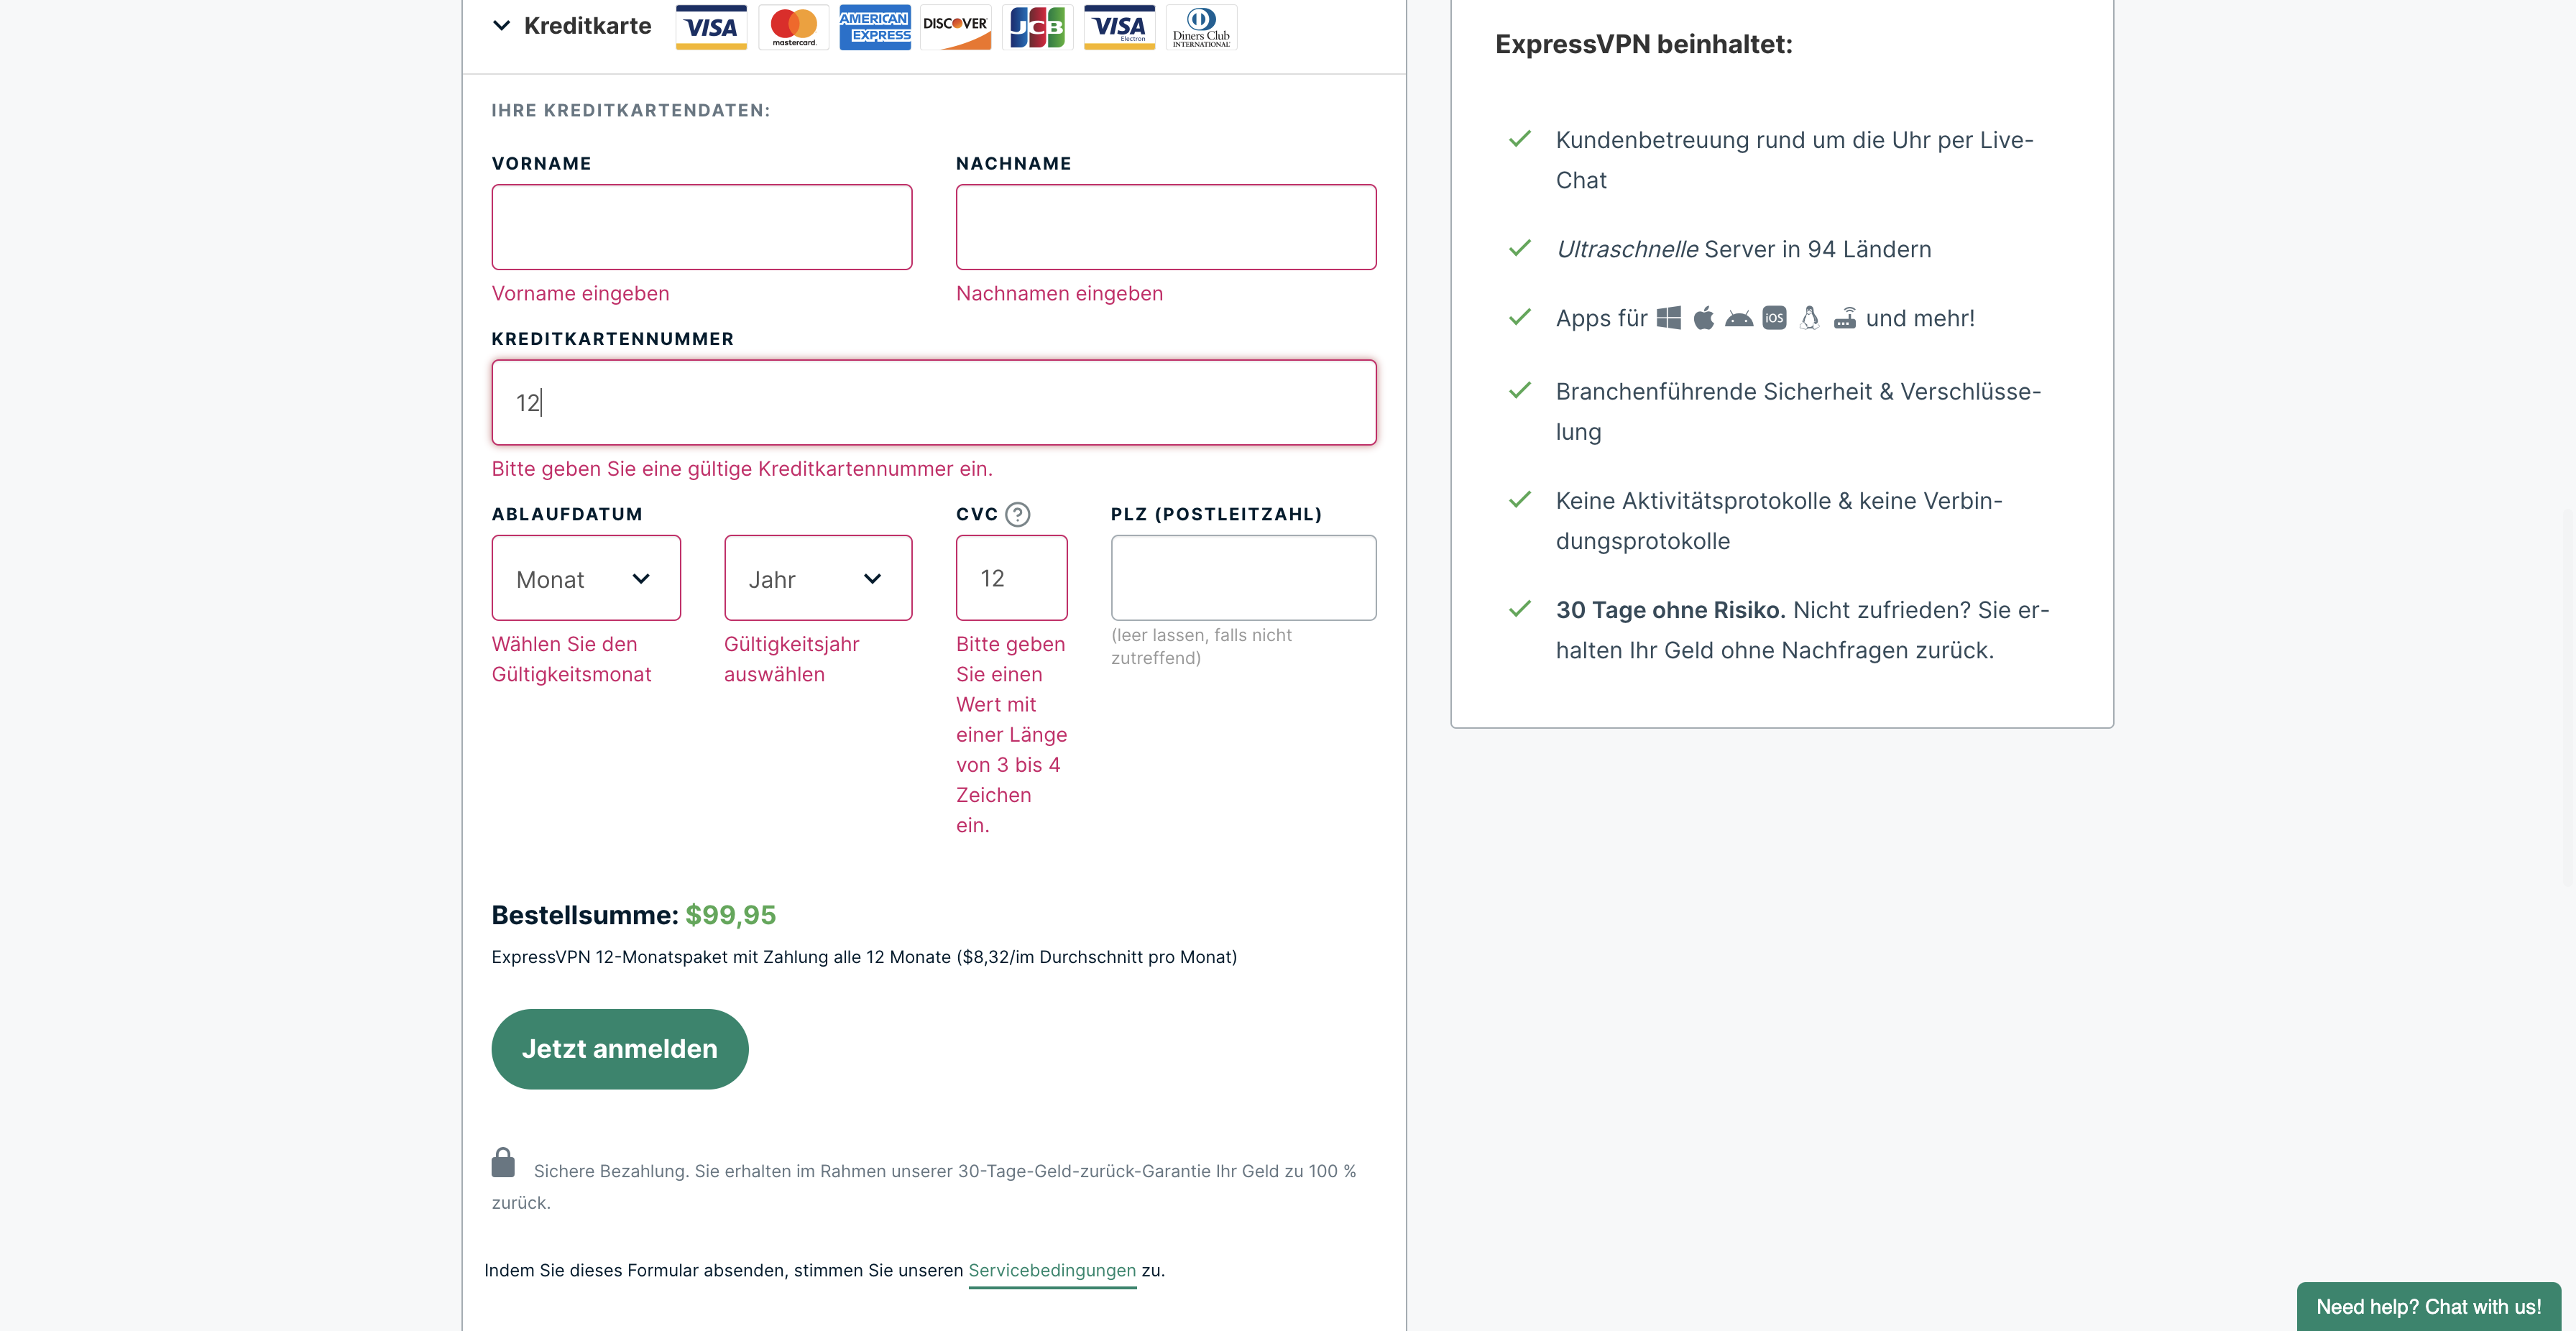 Kreditkarte VISA mastercard. AMERICAN EXPRESS DISCOVER JCB VISA Electron Diners Club INTERNATIONAL
IHRE KREDITKARTENDATEN:
VORNAME
NACHNAME
Vorname eingeben
Nachnamen eingeben
KREDITKARTENNUMMER
12
Bitte geben Sie eine gültige Kreditkartennummer ein.
ABLAUFDATUM
Monat
Wählen Sie den
Gültigkeitsmonat
Jahr
Gültigkeitsjahr
auswählen
CVC ?
12
Bitte geben
Sie einen
Wert mit
einer Länge
von 3 bis 4
Zeichen
ein.
PLZ (POSTLEITZAHL)
(leer lassen, falls nicht
zutreffend)
Bestellsumme: $99,95
ExpressVPN 12-Monatspaket mit Zahlung alle 12 Monate ($8,32/im Durchschnitt pro Monat)
Jetzt anmelden
Sichere Bezahlung. Sie erhalten im Rahmen unserer 30-Tage-Geld-zurück-Garantie Ihr Geld zu 100 %
zurück.
Indem Sie dieses Formular absenden, stimmen Sie unseren Servicebedingungen zu.
ExpressVPN beinhaltet:
Kundenbetreuung rund um die Uhr per Live-
Chat
Ultraschnelle Server in 94 Ländern
Apps für iOS und mehr!
Branchenführende Sicherheit & Verschlüsse-
lung
Keine Aktivitätsprotokolle & keine Verbin-
dungsprotokolle
30 Tage ohne Risiko. Nicht zufrieden? Sie er-
halten Ihr Geld ohne Nachfragen zurück.
Need help? Chat with us!